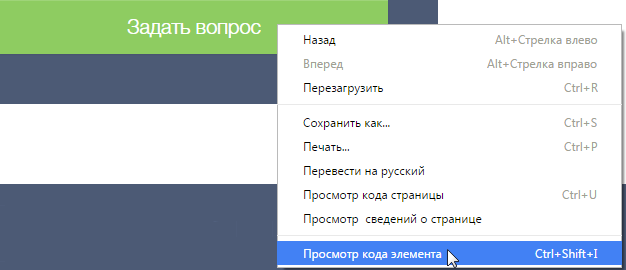 Задать вопрос
Назад Alt+Стрелка влево
Вперед Alt+Стрелка вправо
Перезагрузить Ctrl+R
Сохранить как... Ctrl+S
Печать... Ctrl+P
Перевести на русский
Просмотр кода страницы Ctrl+U
Просмотр сведений о странице
Просмотр кода элемента Ctrl+Shift+I